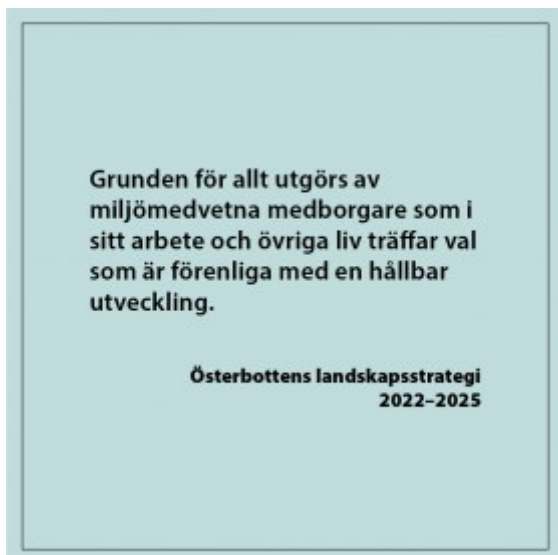 Grunden för allt utgörs av
miljömedvetna medborgare som i
sitt arbete och övriga liv träffar val
som är förenliga med en hållbar
utveckling.
Österbottens landskapsstrategi
2022–2025